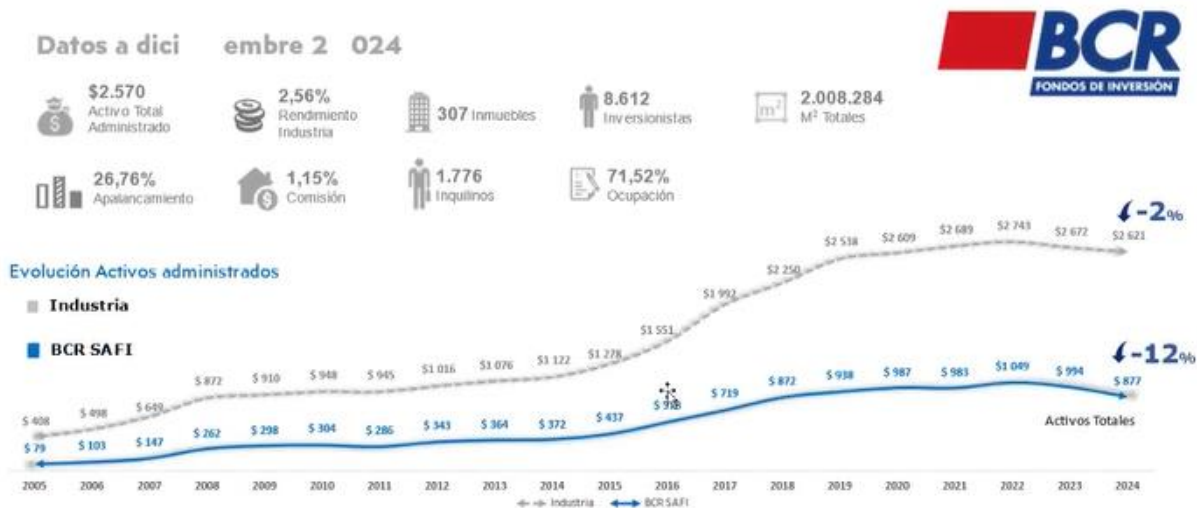 Datos a dici embre 2 024
BCR
FONDOS DE INVERSIÓN
$2.570
Activo Total
Administrado
2,56%
Rendimiento
Industria
307 Inmuebles
8.612
Inversionistas
m²
2.008.284
M² Totales
26,76%
Apalancamiento
1,15%
Comisión
1.776
Inquilinos
71,52%
Ocupación
-2%
Evolución Activos administrados
Industria
BCR SAFI
$ 408
$ 498
$ 649
$ 872
$ 910
$ 948
$ 945
$1 016
$1 076
$1 122
$1 278
$1 551
$1 992
$2 250
$2 538
$2 609
$2 689
$2 743
$2 672
$2 621
-12%
$ 79
$ 103
$ 147
$ 262
$ 298
$ 304
$ 286
$ 343
$ 364
$ 372
$ 437
$ 719
$ 872
$ 938
$ 987
$ 983
$1 049
$ 994
$ 877
Activos Totales
2005 2006 2007 2008 2009 2010 2011 2012 2013 2014 2015 2016 2017 2018 2019 2020 2021 2022 2023 2024
Industria BCR SAFI